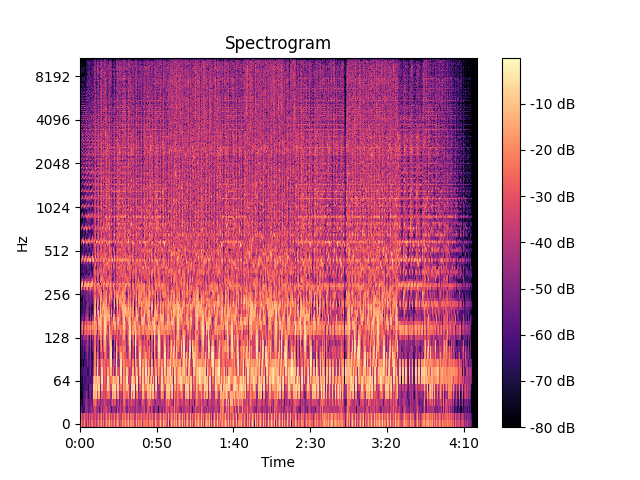 Spectrogram
Hz
8192
4096
2048
1024
512
256
128
64
0
0:00
0:50
1:40
2:30
3:20
4:10
Time
-10 dB
-20 dB
-30 dB
-40 dB
-50 dB
-60 dB
-70 dB
-80 dB